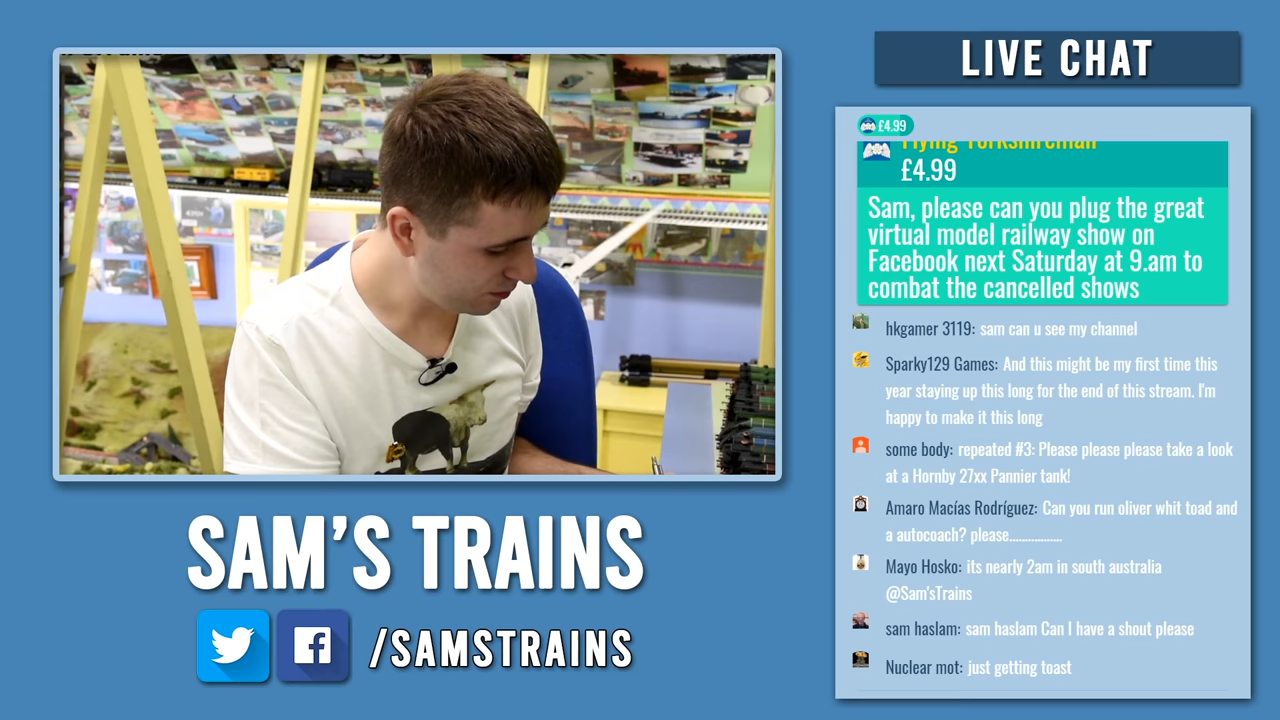 LIVE CHAT
£4.99
Flying Yorkshireman
£4.99
Sam, please can you plug the great
virtual model railway show on
Facebook next Saturday at 9.am to
combat the cancelled shows
hkgamer 3119: sam can u see my channel
Sparky129 Games: And this might be my first time this
year staying up this long for the end of this stream. I'm
happy to make it this long
some body: repeated #3: Please please please take a look
at a Hornby 27xx Pannier tank!
Amaro Macías Rodríguez: Can you run oliver whit toad and
a autocoach? please.................
Mayo Hosko: its nearly 2am in south australia
@Sam'sTrains
sam haslam: sam haslam Can I have a shout please
Nuclear mot: just getting toast
SAM'S TRAINS
/SAMSTRAINS